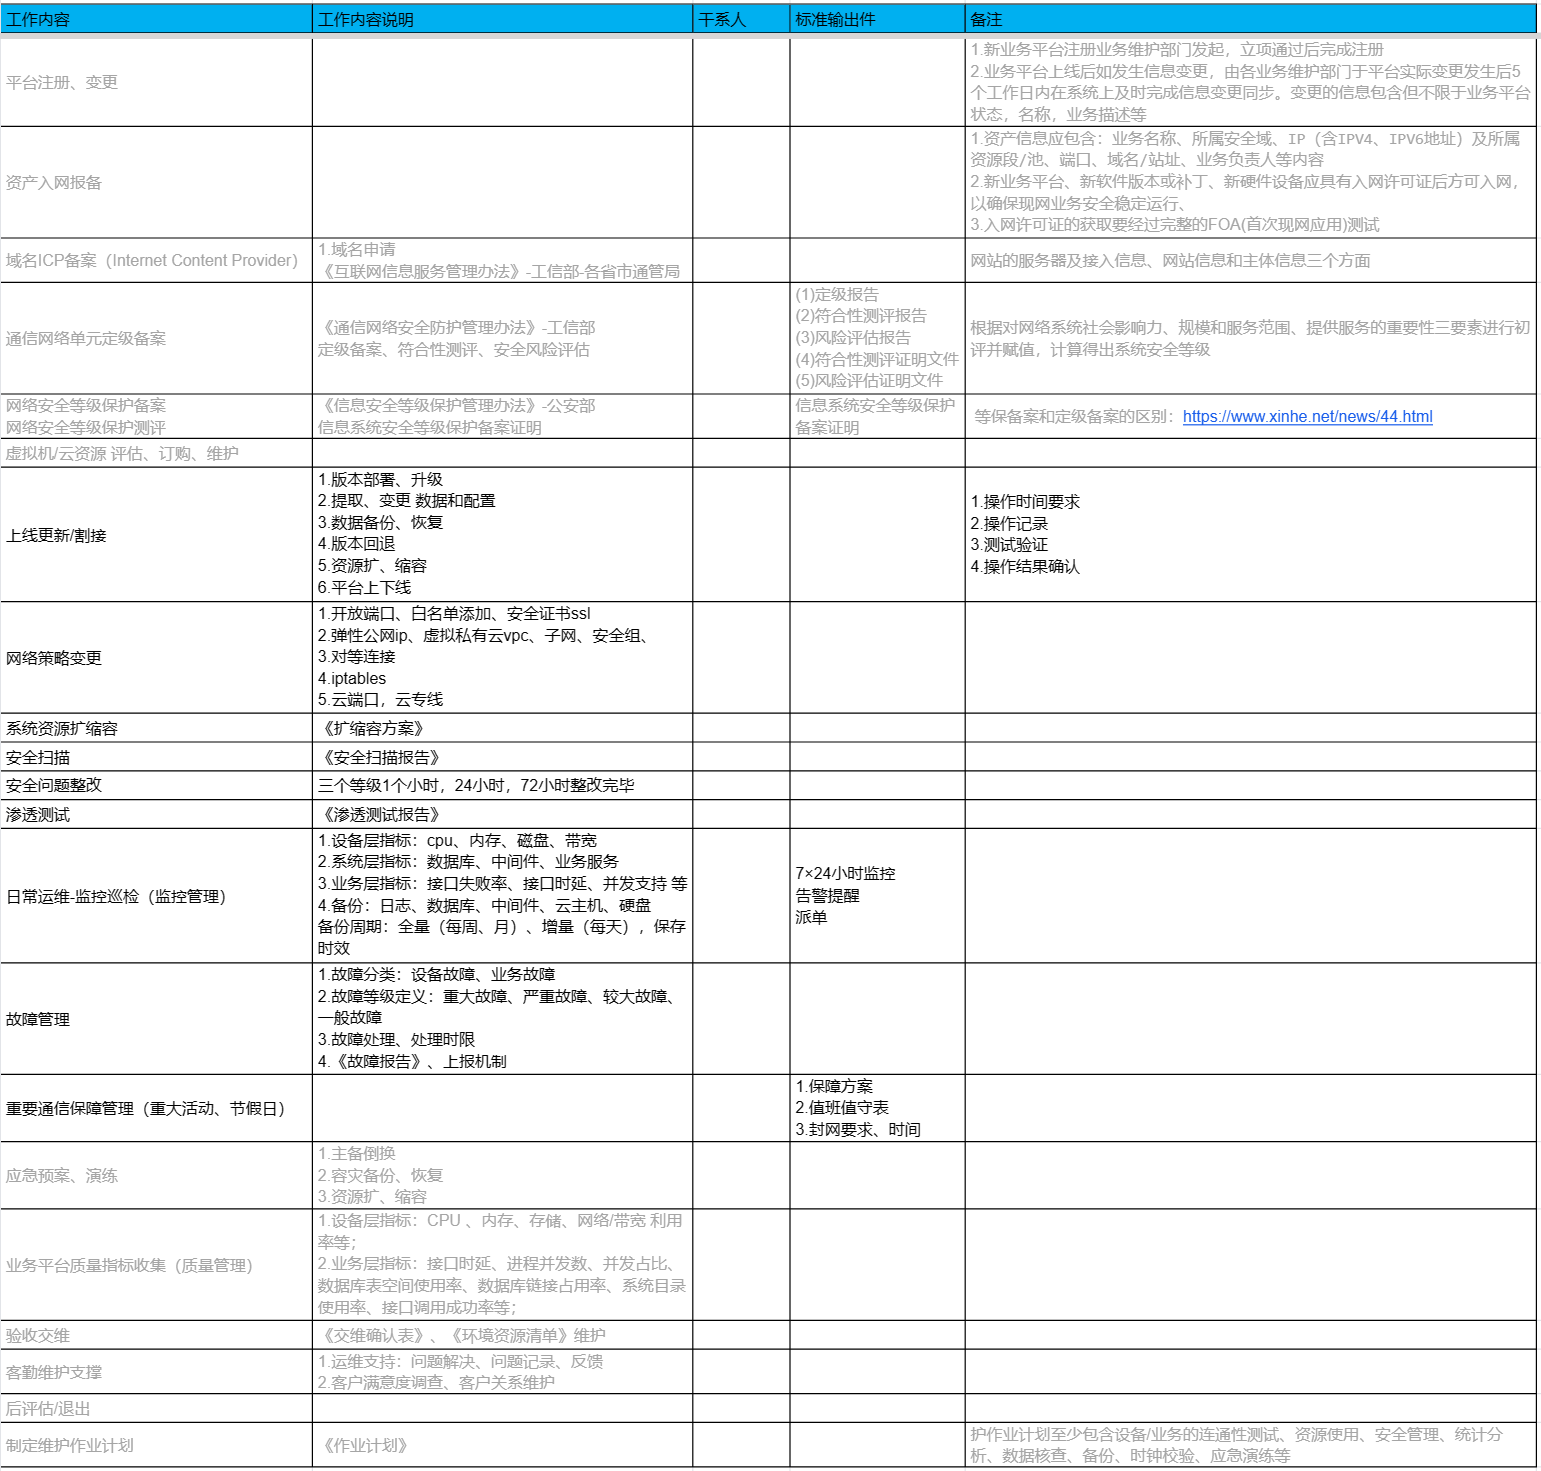 工作内容
工作内容说明
干系人
标准输出件
备注
平台注册、变更
1.新业务平台注册业务维护部门发起，立项通过后完成注册
2.业务平台上线后如发生信息变更，由各业务维护部门于平台实际变更发生后5
个工作日内在系统上及时完成信息变更同步。变更的信息包含但不限于业务平台
状态，名称，业务描述等
资产入网报备
1.资产信息应包含：业务名称、所属安全域、IP（含IPV4、IPV6地址）及所属
资源段/池、端口、域名/站址、业务负责人等内容
2.新业务平台、新软件版本或补丁、新硬件设备应具有入网许可证后方可入网，
以确保现网业务安全稳定运行、
3.入网许可证的获取要经过完整的FOA(首次现网应用)测试
域名ICP备案（Internet Content Provider）
1.域名申请
《互联网信息服务管理办法》-工信部-各省市通管局
网站的服务器及接入信息、网站信息和主体信息三个方面
通信网络单元定级备案
《通信网络安全防护管理办法》-工信部
定级备案、符合性测评、安全风险评估
(1)定级报告
(2)符合性测评报告
(3)风险评估报告
(4)符合性测评证明文件
(5)风险评估证明文件
根据对网络系统社会影响力、规模和服务范围、提供服务的重要性三要素进行初
评并赋值，计算得出系统安全等级
网络安全等级保护备案
网络安全等级保护测评
《信息安全等级保护管理办法》-公安部
信息系统安全等级保护备案证明
信息系统安全等级保护
备案证明
等保备案和定级备案的区别：https://www.xinhe.net/news/44.html
虚拟机/云资源 评估、订购、维护
上线更新/割接
1.版本部署、升级
2.提取、变更 数据和配置
3.数据备份、恢复
4.版本回退
5.资源扩、缩容
6.平台上下线
1.操作时间要求
2.操作记录
3.测试验证
4.操作结果确认
网络策略变更
1.开放端口、白名单添加、安全证书ssl
2.弹性公网ip、虚拟私有云vpc、子网、安全组、
3.对等连接
4.iptables
5.云端口，云专线
系统资源扩缩容
《扩缩容方案》
安全扫描
《安全扫描报告》
安全问题整改
三个等级1个小时，24小时，72小时整改完毕
渗透测试
《渗透测试报告》
日常运维-监控巡检（监控管理）
1.设备层指标：cpu、内存、磁盘、带宽
2.系统层指标：数据库、中间件、业务服务
3.业务层指标：接口失败率、接口时延、并发支持 等
4.备份：日志、数据库、中间件、云主机、硬盘
备份周期：全量（每周、月）、增量（每天），保存
时效
7×24小时监控
告警提醒
派单
故障管理
1.故障分类：设备故障、业务故障
2.故障等级定义：重大故障、严重故障、较大故障、
一般故障
3.故障处理、处理时限
4.《故障报告》、上报机制
重要通信保障管理（重大活动、节假日）
1.保障方案
2.值班值守表
3.封网要求、时间
应急预案、演练
1.主备倒换
2.容灾备份、恢复
3.资源扩、缩容
业务平台质量指标收集（质量管理）
1.设备层指标：CPU 、内存、存储、网络/带宽 利用
率等；
2.业务层指标：接口时延、进程并发数、并发占比、
数据库表空间使用率、数据库链接占用率、系统目录
使用率、接口调用成功率等；
验收交维
《交维确认表》、《环境资源清单》维护
客勤维护支撑
1.运维支持：问题解决、问题记录、反馈
2.客户满意度调查、客户关系维护
后评估/退出
制定维护作业计划
《作业计划》
护作业计划至少包含设备/业务的连通性测试、资源使用、安全管理、统计分
析、数据核查、备份、时钟校验、应急演练等